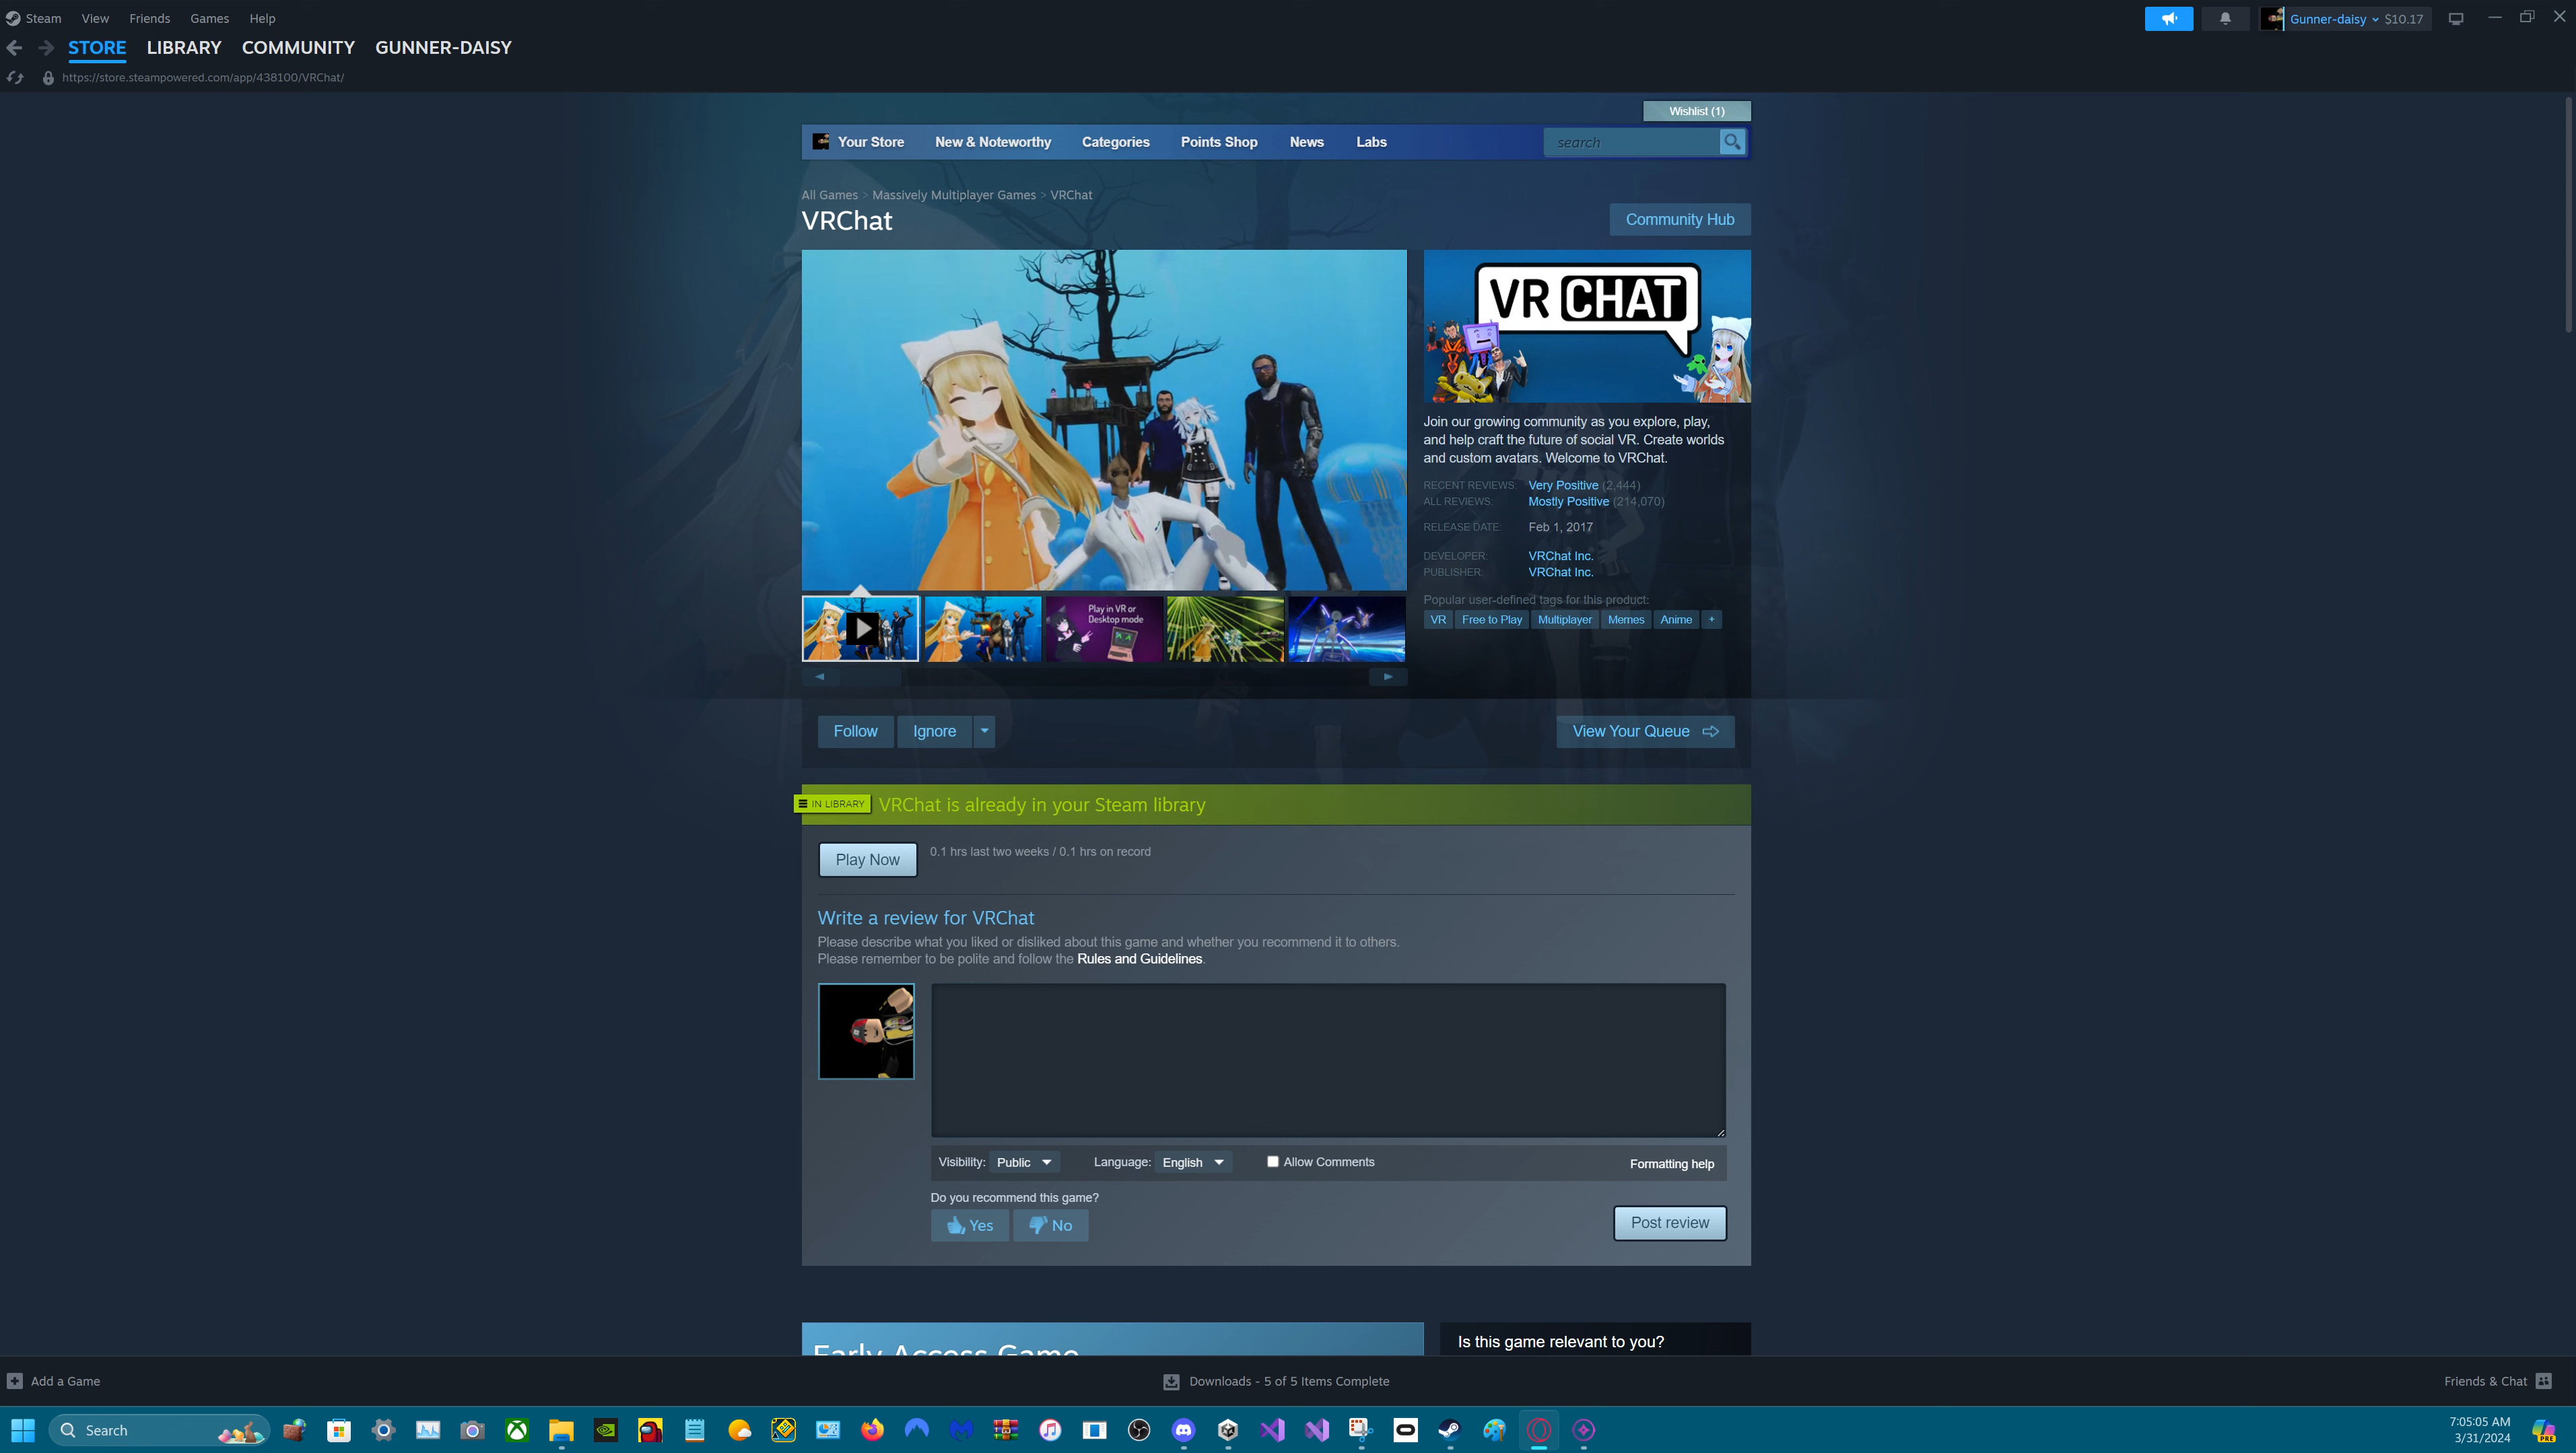 Steam View Friends Games Help
Gunner-daisy $10.17
STORE LIBRARY COMMUNITY GUNNER-DAISY
https://store.steampowered.com/app/438100/VRChat/
Wishlist (1)
Your Store New & Noteworthy Categories Points Shop News Labs search
All Games > Massively Multiplayer Games > VRChat
VRChat
Community Hub
VR CHAT
Join our growing community as you explore, play,
and help craft the future of social VR. Create worlds
and custom avatars. Welcome to VRChat.
RECENT REVIEWS: Very Positive (2,444)
ALL REVIEWS: Mostly Positive (214,070)
RELEASE DATE: Feb 1, 2017
DEVELOPER: VRChat Inc.
PUBLISHER: VRChat Inc.
Popular user-defined tags for this product:
VR Free to Play Multiplayer Memes Anime +
Play in VR or
Desktop mode
Follow Ignore View Your Queue
IN LIBRARY VRChat is already in your Steam library
Play Now 0.1 hrs last two weeks / 0.1 hrs on record
Write a review for VRChat
Please describe what you liked or disliked about this game and whether you recommend it to others.
Please remember to be polite and follow the Rules and Guidelines.
Visibility: Public Language: English Allow Comments Formatting help
Do you recommend this game?
Yes No
Post review
Early Access Game
Is this game relevant to you?
Add a Game Downloads - 5 of 5 Items Complete Friends & Chat
Search
7:05:05 AM
3/31/2024
PRE